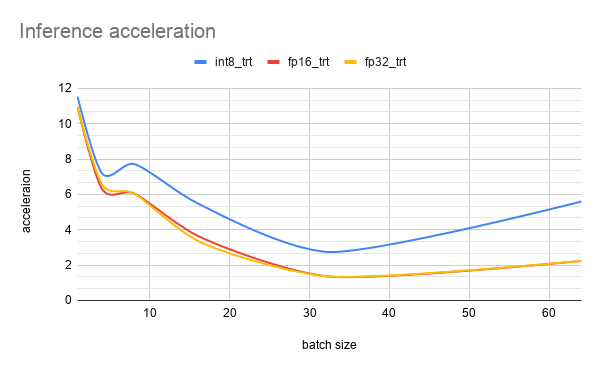 Inference acceleration
int8_trt fp16_trt fp32_trt
12
10
8
6
4
2
0
acceleraion
10 20 30 40 50 60
batch size